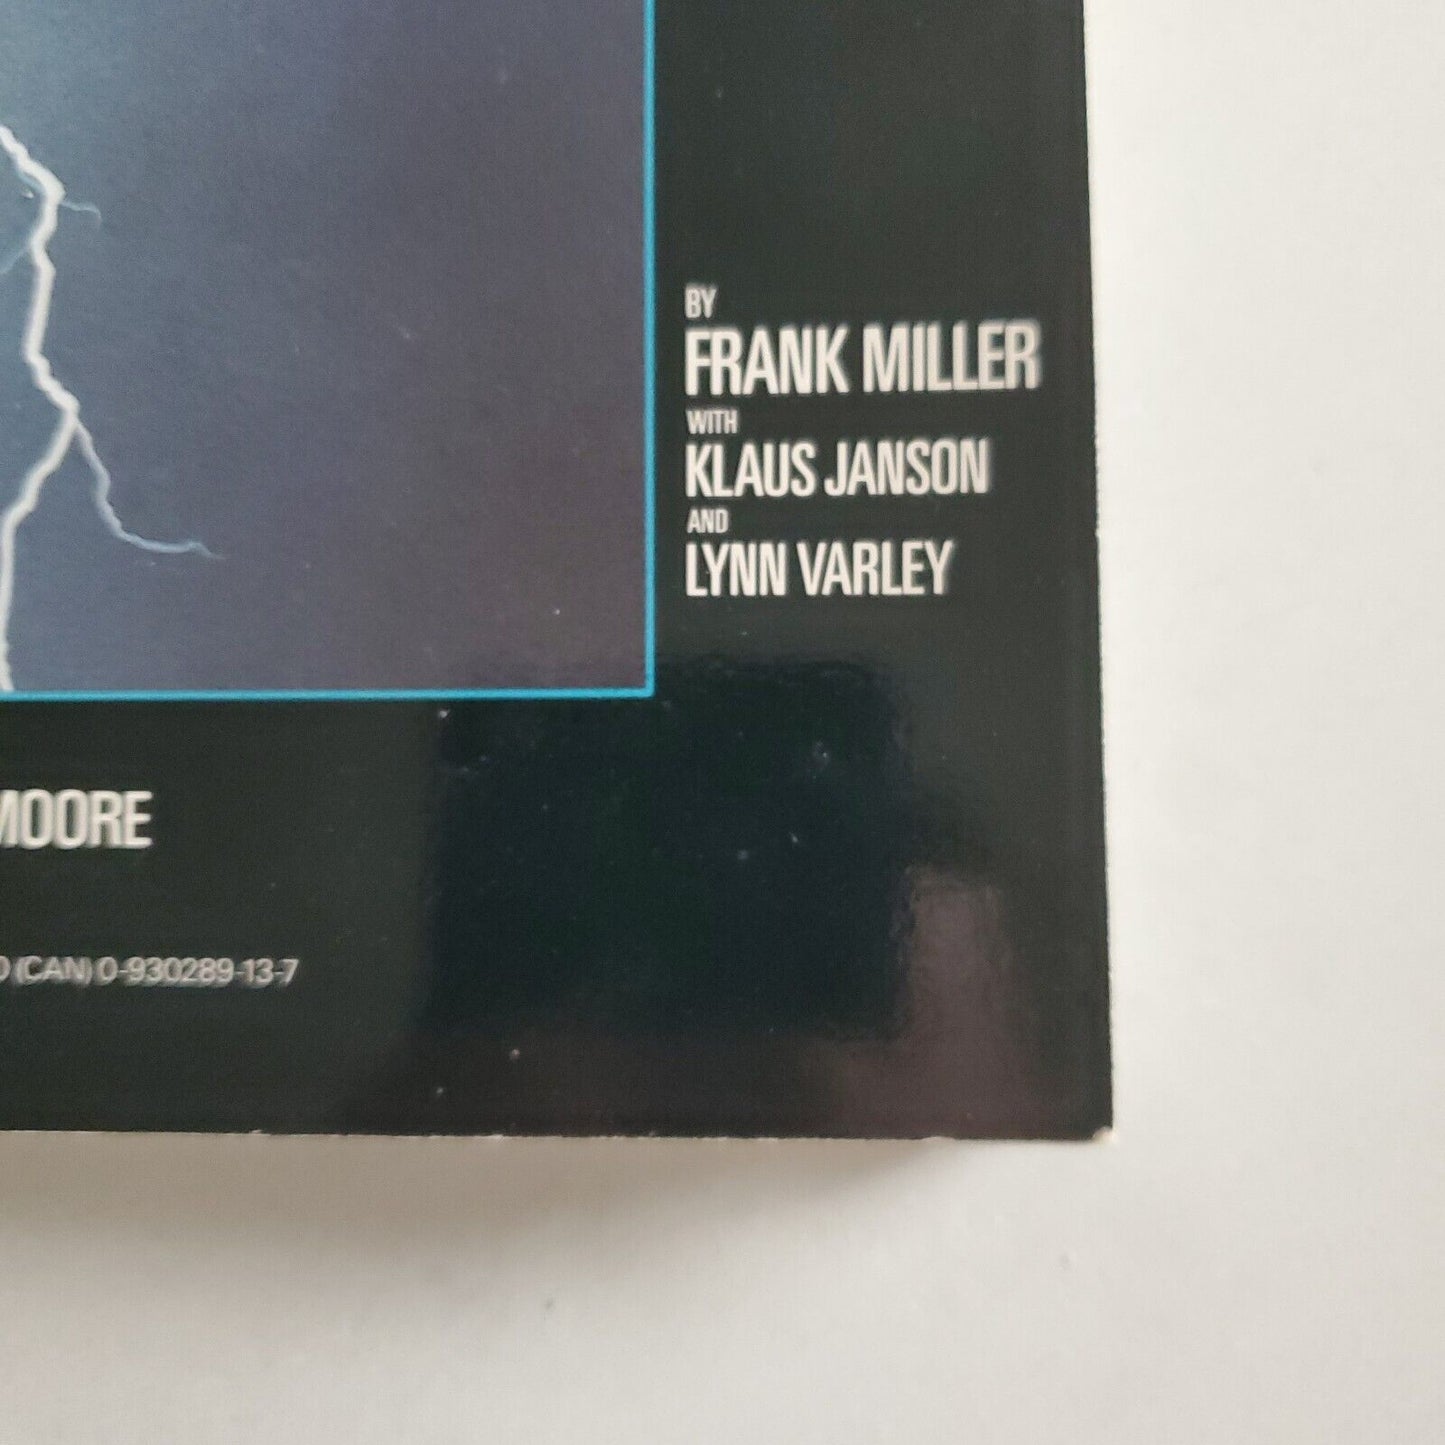 BY
FRANK MILLER
WITH
KLAUS JANSON
AND
LYNN VARLEY
MOORE
(CAN) 0-930289-13-7